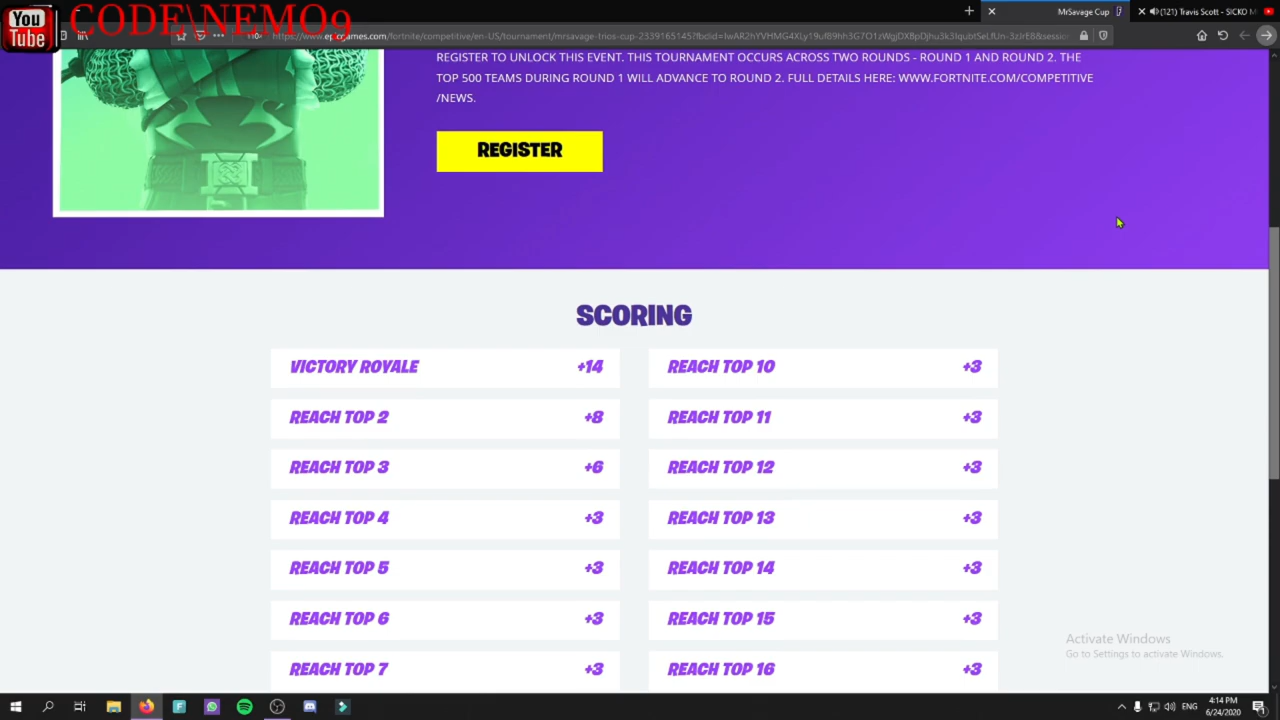 You
Tube
CODE\NEMO9
MrSavage Cup
(121) Travis Scott - SICKO M
REGISTER TO UNLOCK THIS EVENT. THIS TOURNAMENT OCCURS ACROSS TWO ROUNDS - ROUND 1 AND ROUND 2. THE
TOP 500 TEAMS DURING ROUND 1 WILL ADVANCE TO ROUND 2. FULL DETAILS HERE: WWW.FORTNITE.COM/COMPETITIVE
/NEWS.
REGISTER
SCORING
VICTORY ROYALE +14
REACH TOP 10 +3
REACH TOP 2 +8
REACH TOP 11 +3
REACH TOP 3 +6
REACH TOP 12 +3
REACH TOP 4 +3
REACH TOP 13 +3
REACH TOP 5 +3
REACH TOP 14 +3
REACH TOP 6 +3
REACH TOP 15 +3
REACH TOP 7 +3
REACH TOP 16 +3
Activate Windows
Go to Settings to activate Windows.
ENG
4:14 PM
6/24/2020